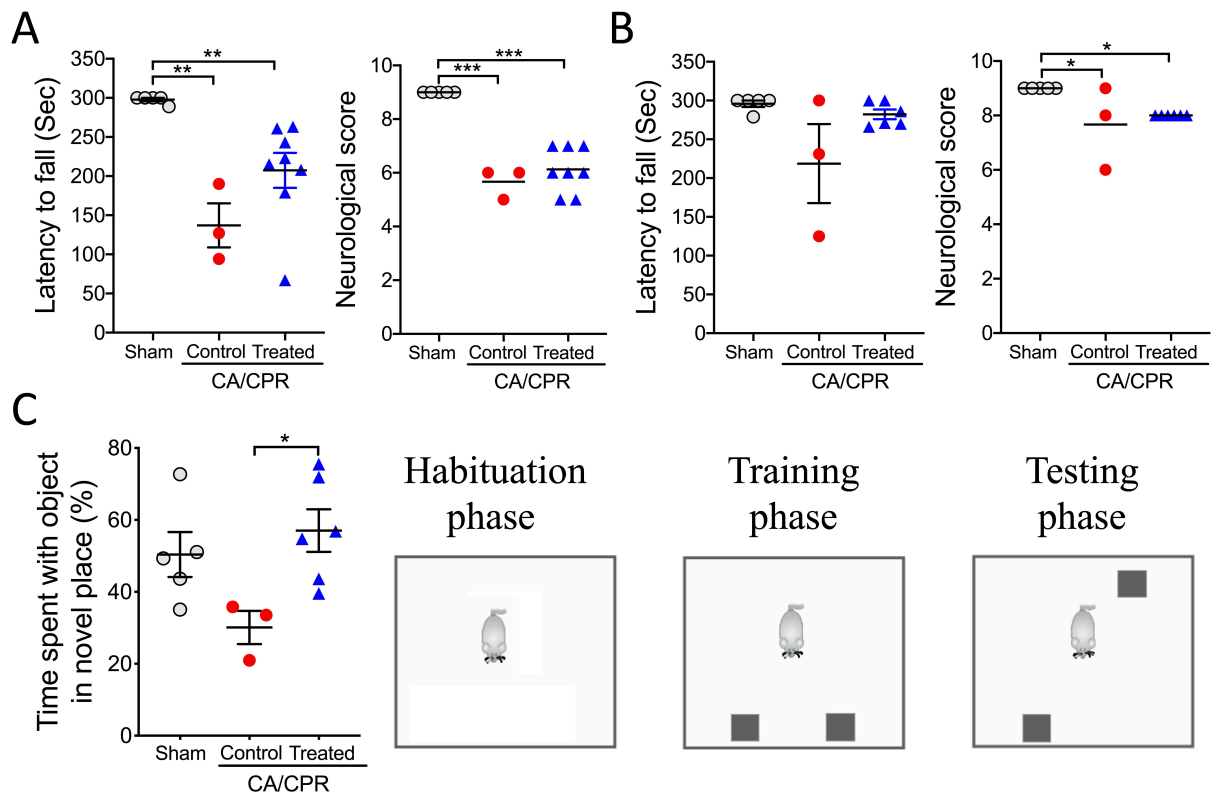 A
Latency to fall (Sec)
350
300
250
200
150
100
50
0
**
**
Sham
Control
Treated
CA/CPR
Neurological score
10
8
6
4
2
0
***
***
Sham
Control
Treated
CA/CPR
B
Latency to fall (Sec)
350
300
250
200
150
100
50
0
Sham
Control
Treated
CA/CPR
Neurological score
10
8
6
4
2
0
*
*
Sham
Control
Treated
CA/CPR
C
Time spent with object
in novel place (%)
80
60
40
20
0
*
Sham
Control
Treated
CA/CPR
Habituation
phase
Training
phase
Testing
phase